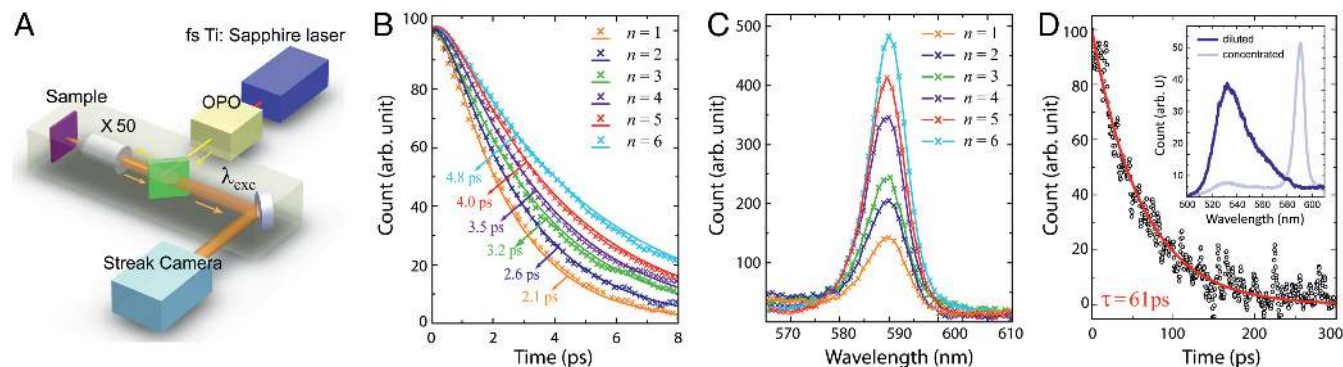 A
fs Ti: Sapphire laser
OPO
Sample
X 50
λexc
Streak Camera
B
Count (arb. unit)
100
80
60
40
20
0
n = 1
n = 2
n = 3
n = 4
n = 5
n = 6
4.8 ps
4.0 ps
3.5 ps
3.2 ps
2.6 ps
2.1 ps
0 2 4 6 8
Time (ps)
C
Count (arb. unit)
500
400
300
200
100
n = 1
n = 2
n = 3
n = 4
n = 5
n = 6
570 580 590 600 610
Wavelength (nm)
D
Count (arb. unit)
100
80
60
40
20
0
diluted
concentrated
Count (arb. U)
50
40
30
20
10
500 520 540 560 580 600
Wavelength (nm)
τ=61ps
0 100 200 300
Time (ps)